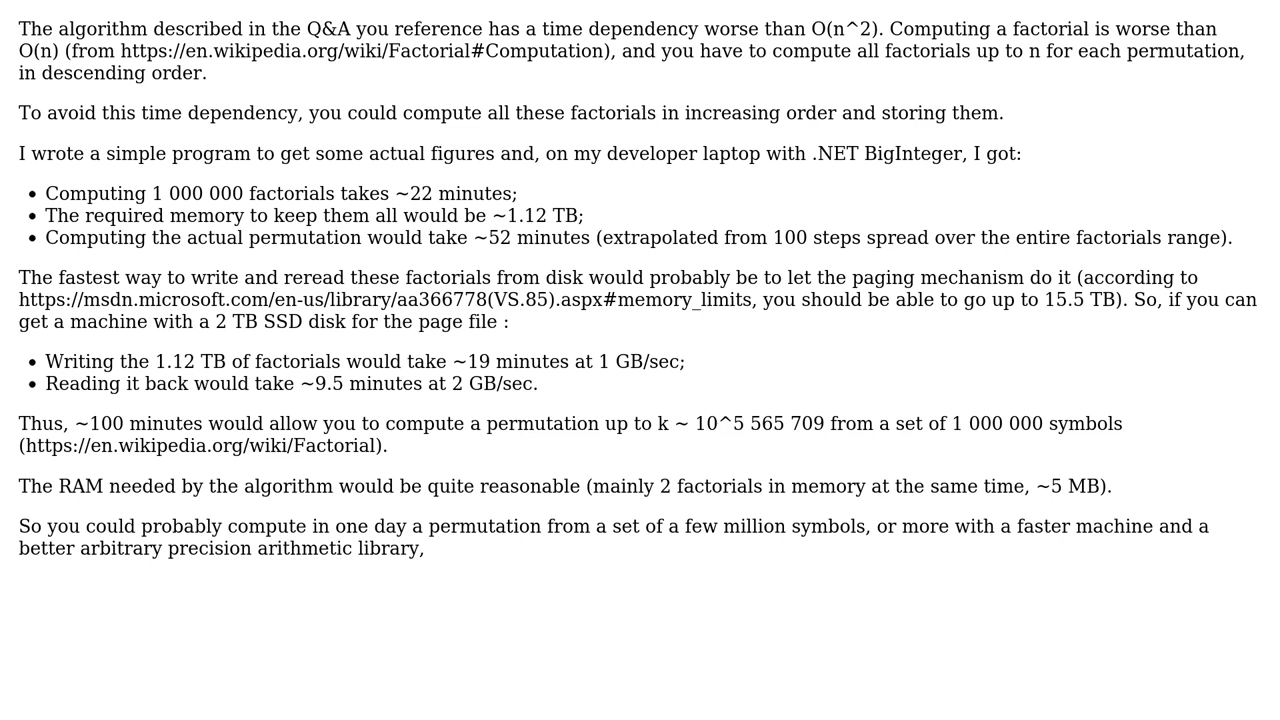 The algorithm described in the Q&A you reference has a time dependency worse than O(n^2). Computing a factorial is worse than
O(n) (from https://en.wikipedia.org/wiki/Factorial#Computation), and you have to compute all factorials up to n for each permutation,
in descending order.
To avoid this time dependency, you could compute all these factorials in increasing order and storing them.
I wrote a simple program to get some actual figures and, on my developer laptop with .NET BigInteger, I got:
• Computing 1 000 000 factorials takes ~22 minutes;
• The required memory to keep them all would be ~1.12 TB;
• Computing the actual permutation would take ~52 minutes (extrapolated from 100 steps spread over the entire factorials range).
The fastest way to write and reread these factorials from disk would probably be to let the paging mechanism do it (according to
https://msdn.microsoft.com/en-us/library/aa366778(VS.85).aspx#memory_limits, you should be able to go up to 15.5 TB). So, if you can
get a machine with a 2 TB SSD disk for the page file :
• Writing the 1.12 TB of factorials would take ~19 minutes at 1 GB/sec;
• Reading it back would take ~9.5 minutes at 2 GB/sec.
Thus, ~100 minutes would allow you to compute a permutation up to k ~ 10^5 565 709 from a set of 1 000 000 symbols
(https://en.wikipedia.org/wiki/Factorial).
The RAM needed by the algorithm would be quite reasonable (mainly 2 factorials in memory at the same time, ~5 MB).
So you could probably compute in one day a permutation from a set of a few million symbols, or more with a faster machine and a
better arbitrary precision arithmetic library,